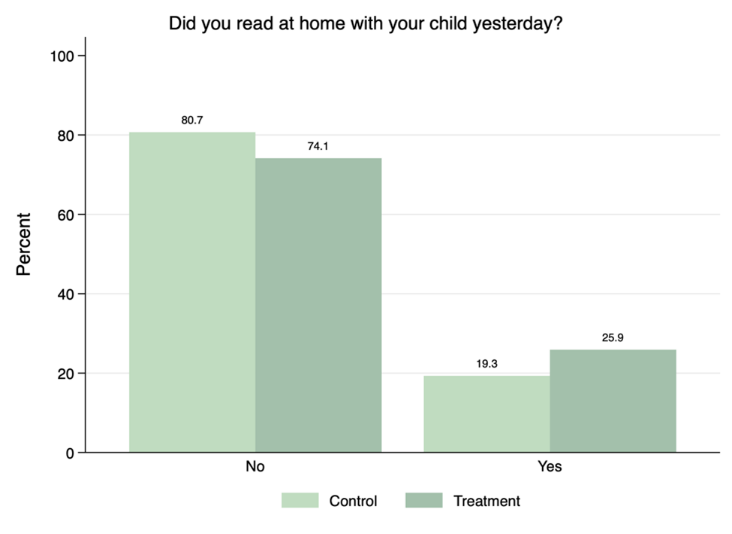 Did you read at home with your child yesterday?
Percent
100
80
60
40
20
0
80.7
74.1
19.3
25.9
No
Yes
Control
Treatment